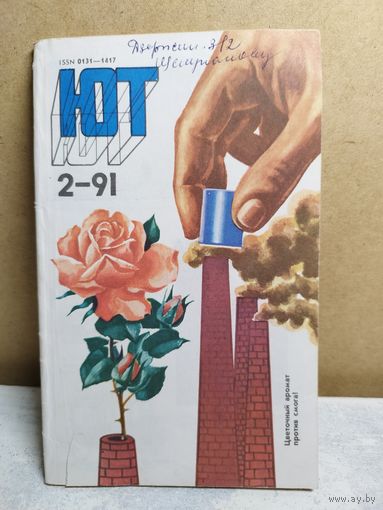 ISSN 0131—1417
ЮТ
2–91
Цветочный аромат
против смога!
www.ay.by